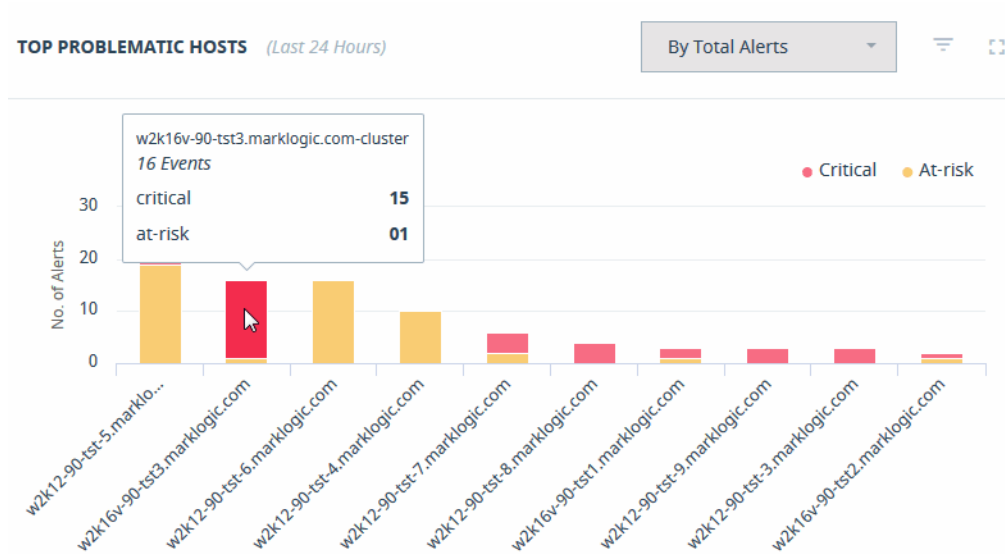 TOP PROBLEMATIC HOSTS (Last 24 Hours)
By Total Alerts
w2k16v-90-tst3.marklogic.com-cluster
16 Events
critical 15
at-risk 01
Critical
At-risk
No. of Alerts
30
20
10
0
w2k12-90-tst-5.marklo...
w2k16v-90-tst3.marklogic.com
w2k12-90-tst-6.marklogic.com
w2k12-90-tst-4.marklogic.com
w2k12-90-tst-7.marklogic.com
w2k12-90-tst-8.marklogic.com
w2k16v-90-tst1.marklogic.com
w2k12-90-tst-9.marklogic.com
w2k12-90-tst-3.marklogic.com
w2k16v-90-tst2.marklogic.com